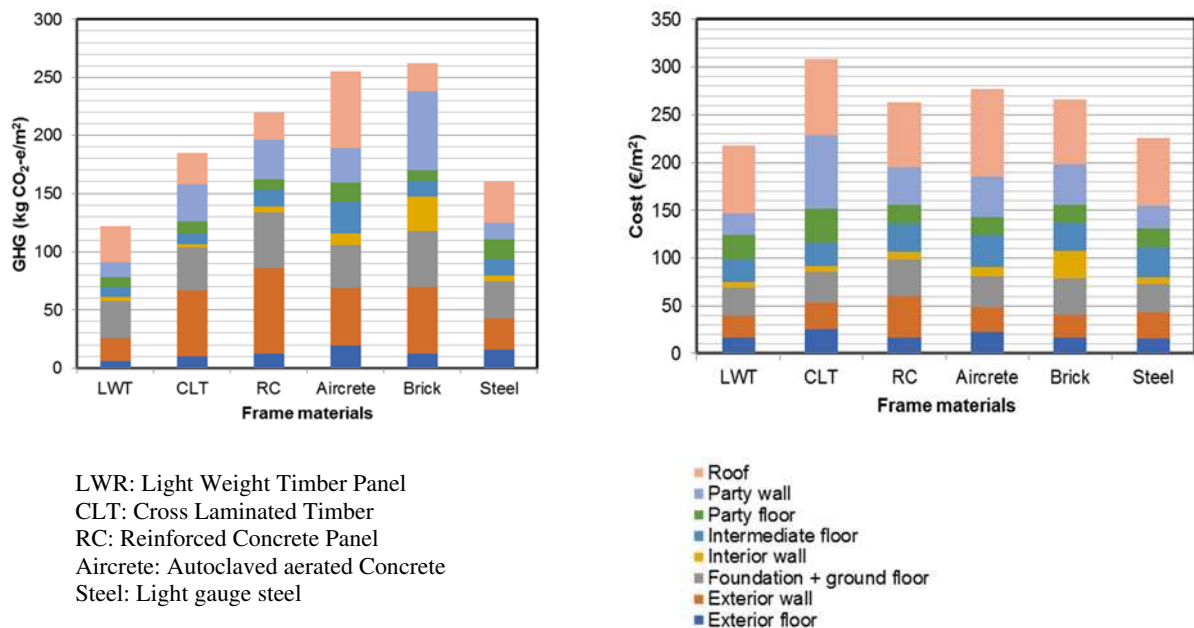 300
250
200
150
100
50
0
GHG (kg CO₂-e/m²)
LWT CLT RC Aircrete Brick Steel
Frame materials
350
300
250
200
150
100
50
0
Cost (€/m²)
LWT CLT RC Aircrete Brick Steel
Frame materials
LWR: Light Weight Timber Panel
CLT: Cross Laminated Timber
RC: Reinforced Concrete Panel
Aircrete: Autoclaved aerated Concrete
Steel: Light gauge steel
Roof
Party wall
Party floor
Intermediate floor
Interior wall
Foundation + ground floor
Exterior wall
Exterior floor